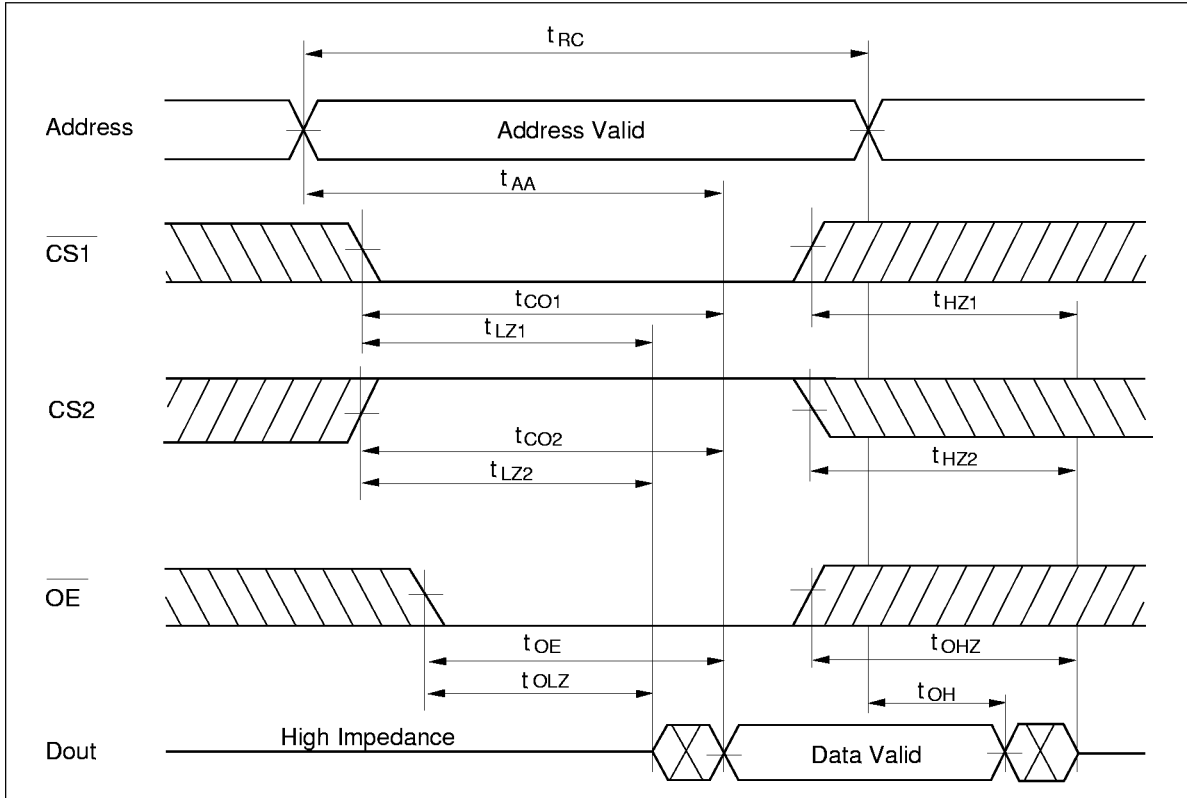 tRC
Address
Address Valid
tAA
CS1
tCO1
tHZ1
tLZ1
CS2
tCO2
tHZ2
tLZ2
OE
tOE
tOHZ
tOLZ
tOH
High Impedance
Dout
Data Valid